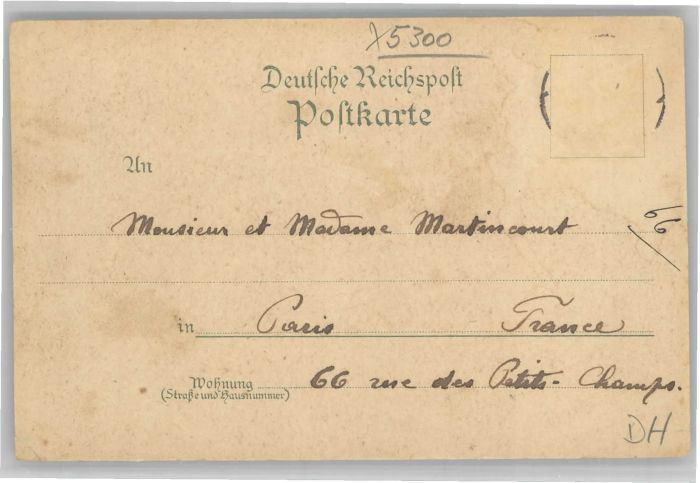 x5300
Deutsche Reichspost
Postkarte
An
Monsieur et Madame Martincourt
66
in Paris France
Wohnung 66 rue des Petits-Champs.
(Straße und Hausnummer)
DH